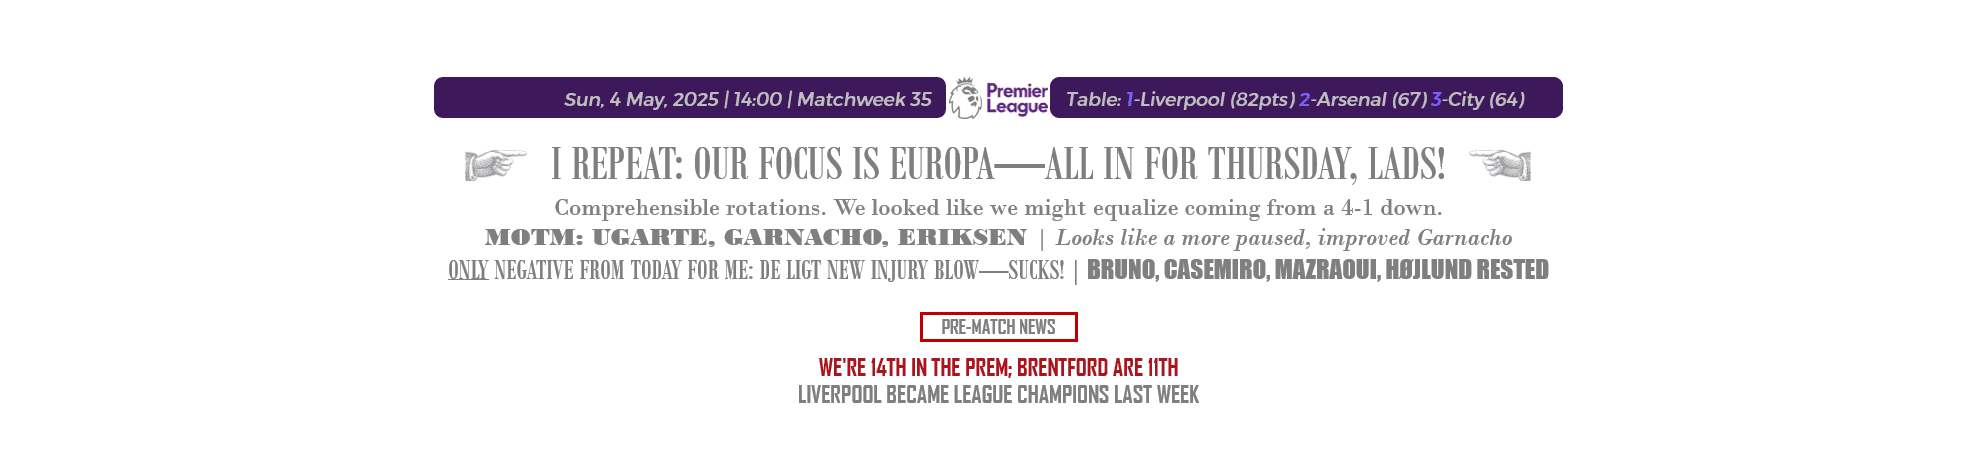 Sun, 4 May, 2025 | 14:00 | Matchweek 35
Premier
League
Table: 1-Liverpool (82pts) 2-Arsenal (67) 3-City (64)
I REPEAT: OUR FOCUS IS EUROPA—ALL IN FOR THURSDAY, LADS!
Comprehensible rotations. We looked like we might equalize coming from a 4-1 down.
MOTM: UGARTE, GARNACHO, ERIKSEN | Looks like a more paused, improved Garnacho
ONLY NEGATIVE FROM TODAY FOR ME: DE LIGT NEW INJURY BLOW—SUCKS! | BRUNO, CASEMIRO, MAZRAOUI, HØJLUND RESTED
PRE-MATCH NEWS
WE'RE 14TH IN THE PREM; BRENTFORD ARE 11TH
LIVERPOOL BECAME LEAGUE CHAMPIONS LAST WEEK